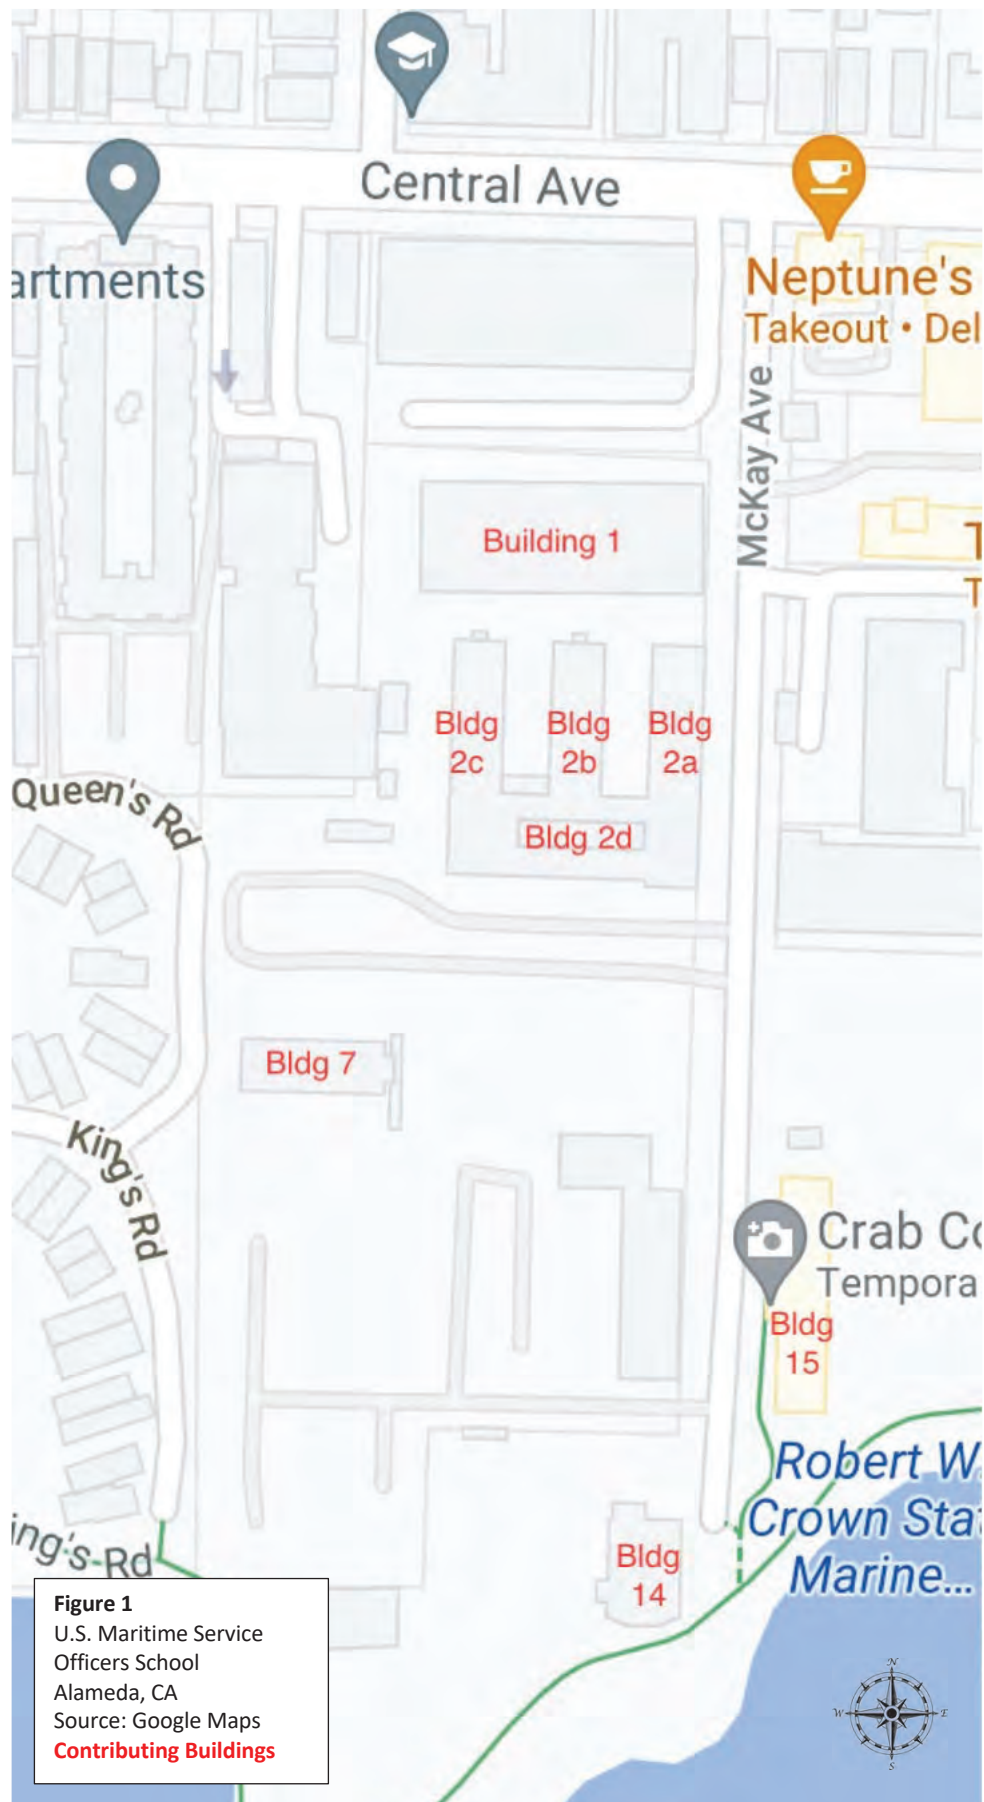 Central Ave
artments
Neptune's
Takeout • Del
McKay Ave
T
T
Building 1
Bldg
2c
Bldg
2b
Bldg
2a
Bldg 2d
Queen's Rd
Bldg 7
King's Rd
Crab Co
Tempora
Bldg
15
Robert W.
Crown Stat
Marine...
ing's Rd
Bldg
14
Figure 1
U.S. Maritime Service
Officers School
Alameda, CA
Source: Google Maps
Contributing Buildings
N
W
E
S